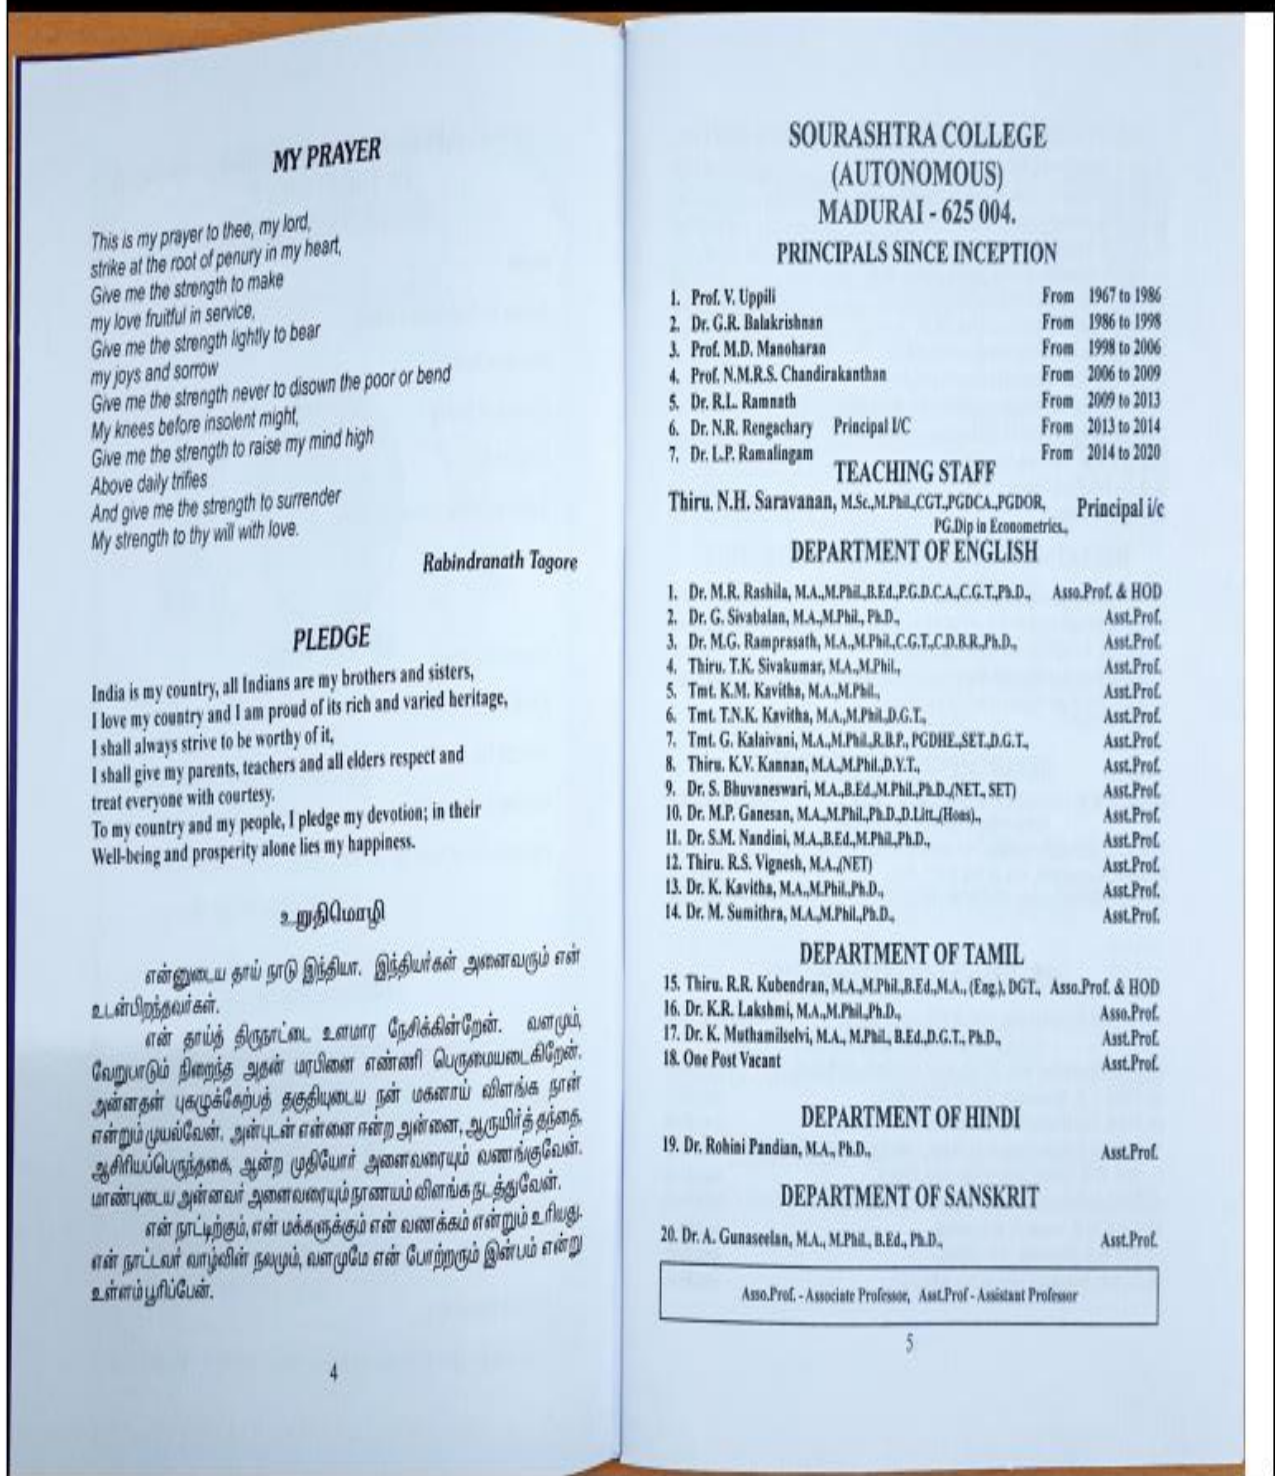 MY PRAYER
This is my prayer to thee, my lord,
strike at the root of penury in my heart,
Give me the strength to make
my love fruitful in service,
Give me the strength lightly to bear
my joys and sorrow
Give me the strength never to disown the poor or bend
My knees before insolent might,
Give me the strength to raise my mind high
Above daily trifles
And give me the strength to surrender
My strength to thy will with love.
Rabindranath Tagore
PLEDGE
India is my country, all Indians are my brothers and sisters,
I love my country and I am proud of its rich and varied heritage,
I shall always strive to be worthy of it,
I shall give my parents, teachers and all elders respect and
treat everyone with courtesy.
To my country and my people, I pledge my devotion; in their
Well-being and prosperity alone lies my happiness.
உறுதிமொழி
என்னுடைய தாய் நாடு இந்தியா. இந்தியர்கள் அனைவரும் என்
உடன்பிறந்தவர்கள்.
என் தாய்த் திருநாட்டை உளமார நேசிக்கின்றேன். வளமும்,
வேறுபாடும் நிறைந்த அதன் மரபினை எண்ணி பெருமையடைகிறேன்.
அன்னதன் புகழுக்கேற்பத் தகுதியுடைய நன் மகனாய் விளங்க நான்
என்றும் முயல்வேன். அன்புடன் என்னை ஈன்ற அன்னை, ஆருயிர்த் தந்தை,
ஆசிரியப்பெருந்தகை, ஆன்ற முதியோர் அனைவரையும் வணங்குவேன்.
மாண்புடைய அன்னவர் அனைவரையும் நாணயம் விளங்க நடத்துவேன்.
என் நாட்டிற்கும், என் மக்களுக்கும் என் வணக்கம் என்றும் உரியது.
என் நாட்டவர் வாழ்வின் நலமும், வளமுமே என் போற்றரும் இன்பம் என்று
உள்ளம் பூரிப்பேன்.
4
SOURASHTRA COLLEGE
(AUTONOMOUS)
MADURAI - 625 004.
PRINCIPALS SINCE INCEPTION
1. Prof. V. Uppili From 1967 to 1986
2. Dr. G.R. Balakrishnan From 1986 to 1998
3. Prof. M.D. Manoharan From 1998 to 2006
4. Prof. N.M.R.S. Chandirakanthan From 2006 to 2009
5. Dr. R.L. Ramnath From 2009 to 2013
6. Dr. N.R. Rengachary Principal I/C From 2013 to 2014
7. Dr. L.P. Ramalingam From 2014 to 2020
TEACHING STAFF
Thiru. N.H. Saravanan, M.Sc.,M.Phil.,CGT.,PGDCA.,PGDOR, Principal i/c
PG.Dip in Econometrics.,
DEPARTMENT OF ENGLISH
1. Dr. M.R. Rashila, M.A.,M.Phil.,B.Ed.,P.G.D.C.A.,C.G.T.,Ph.D., Asso.Prof. & HOD
2. Dr. G. Sivabalan, M.A.,M.Phil., Ph.D., Asst.Prof.
3. Dr. M.G. Ramprasath, M.A.,M.Phil.,C.G.T.,C.D.B.R.,Ph.D., Asst.Prof.
4. Thiru. T.K. Sivakumar, M.A.,M.Phil., Asst.Prof.
5. Tmt. K.M. Kavitha, M.A.,M.Phil., Asst.Prof.
6. Tmt. T.N.K. Kavitha, M.A.,M.Phil.,D.G.T., Asst.Prof.
7. Tmt. G. Kalaivani, M.A.,M.Phil.,R.B.P., PGDHE.,SET.,D.G.T., Asst.Prof.
8. Thiru. K.V. Kannan, M.A.,M.Phil.,D.Y.T., Asst.Prof.
9. Dr. S. Bhuvaneswari, M.A.,B.Ed.,M.Phil.,Ph.D.,(NET., SET) Asst.Prof.
10. Dr. M.P. Ganesan, M.A.,M.Phil.,Ph.D.,D.Litt.,(Hons)., Asst.Prof.
11. Dr. S.M. Nandini, M.A.,B.Ed.,M.Phil.,Ph.D., Asst.Prof.
12. Thiru. R.S. Vignesh, M.A.,(NET) Asst.Prof.
13. Dr. K. Kavitha, M.A.,M.Phil.,Ph.D., Asst.Prof.
14. Dr. M. Sumithra, M.A.,M.Phil.,Ph.D., Asst.Prof.
DEPARTMENT OF TAMIL
15. Thiru. R.R. Kubendran, M.A.,M.Phil.,B.Ed.,M.A., (Eng.), DGT., Asso.Prof. & HOD
16. Dr. K.R. Lakshmi, M.A.,M.Phil.,Ph.D., Asso.Prof.
17. Dr. K. Muthamilselvi, M.A., M.Phil., B.Ed.,D.G.T., Ph.D., Asst.Prof.
18. One Post Vacant Asst.Prof.
DEPARTMENT OF HINDI
19. Dr. Rohini Pandian, M.A., Ph.D., Asst.Prof.
DEPARTMENT OF SANSKRIT
20. Dr. A. Gunaseelan, M.A., M.Phil., B.Ed., Ph.D., Asst.Prof.
Asso.Prof. - Associate Professor, Asst.Prof - Assistant Professor
5